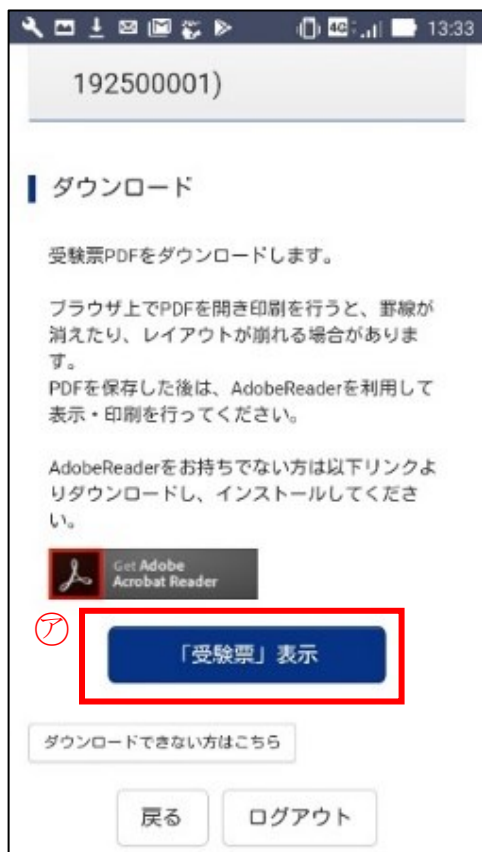 4G 13:33
192500001)
ダウンロード
受験票PDFをダウンロードします。
ブラウザ上でPDFを開き印刷を行うと、罫線が
消えたり、レイアウトが崩れる場合がありま
す。
PDFを保存した後は、AdobeReaderを利用して
表示・印刷を行ってください。
AdobeReaderをお持ちでない方は以下リンクよ
りダウンロードし、インストールしてくださ
い。
Get Adobe
Acrobat Reader
㋐
「受験票」表示
ダウンロードできない方はこちら
戻る ログアウト